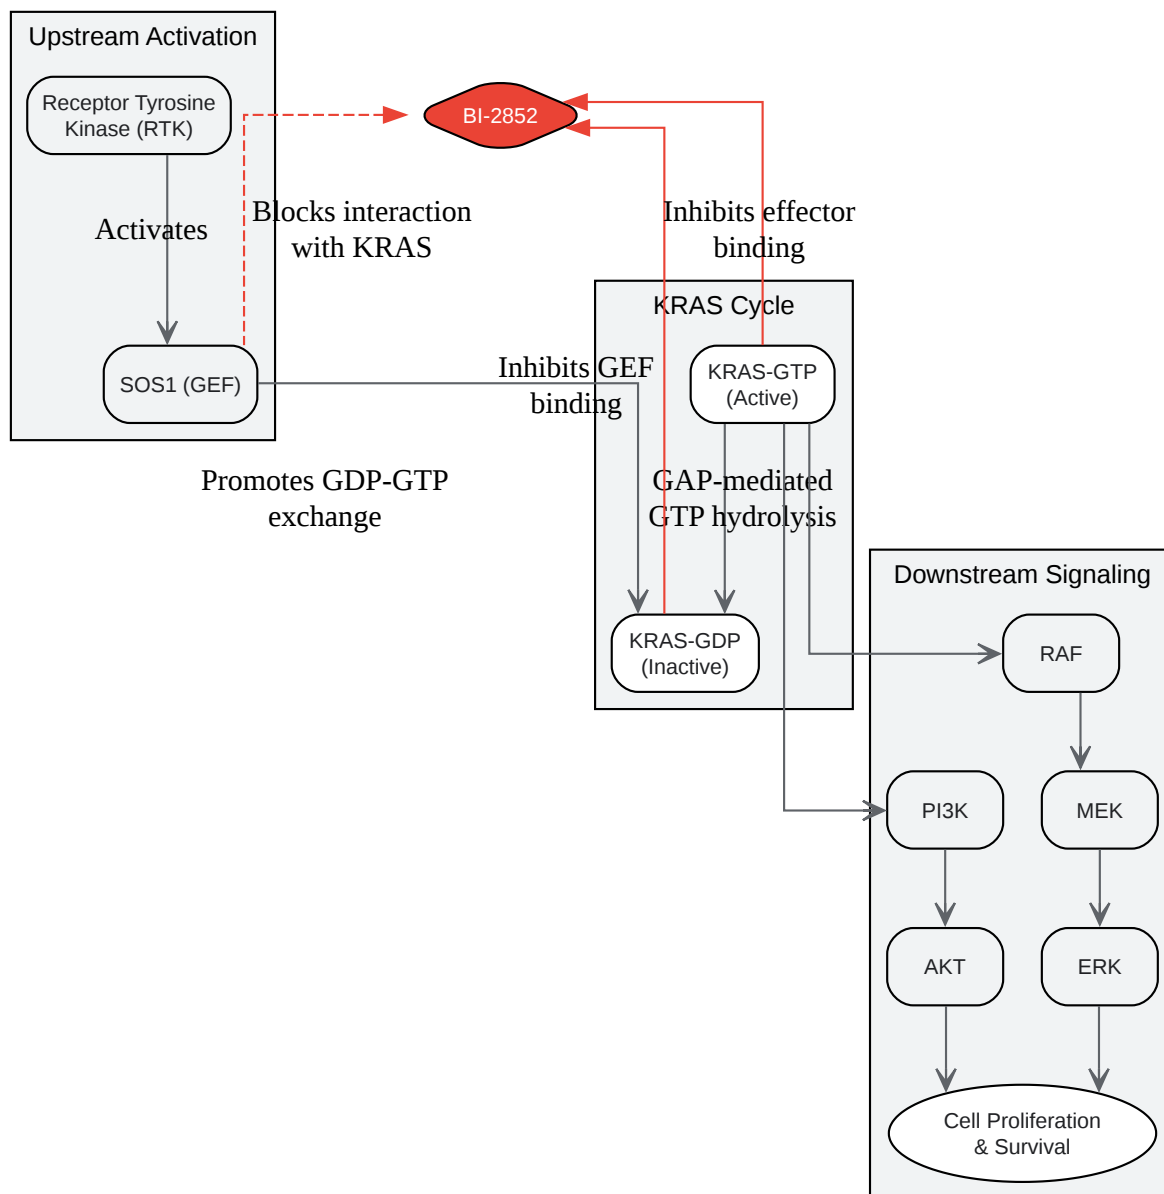 Upstream Activation
Receptor Tyrosine
Kinase (RTK)
BI-2852
Activates
Blocks interaction
with KRAS
Inhibits effector
binding
KRAS Cycle
SOS1 (GEF)
Inhibits GEF
binding
KRAS-GTP
(Active)
Promotes GDP-GTP
exchange
GAP-mediated
GTP hydrolysis
Downstream Signaling
KRAS-GDP
(Inactive)
RAF
PI3K
MEK
AKT
ERK
Cell Proliferation
& Survival